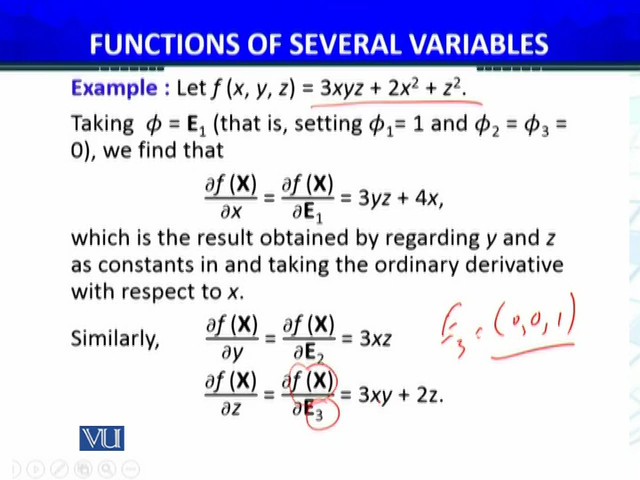 FUNCTIONS OF SEVERAL VARIABLES
Example : Let f (x, y, z) = 3xyz + 2x² + z².
Taking ϕ = E₁ (that is, setting ϕ₁= 1 and ϕ₂ = ϕ₃ =
0), we find that
∂f (X)/∂x = ∂f (X)/∂E₁ = 3yz + 4x,
which is the result obtained by regarding y and z
as constants in and taking the ordinary derivative
with respect to x.
Similarly, ∂f (X)/∂y = ∂f (X)/∂E₂ = 3xz
E₃ = (0, 0, 1)
∂f (X)/∂z = ∂f (X)/∂E₃ = 3xy + 2z.
VU